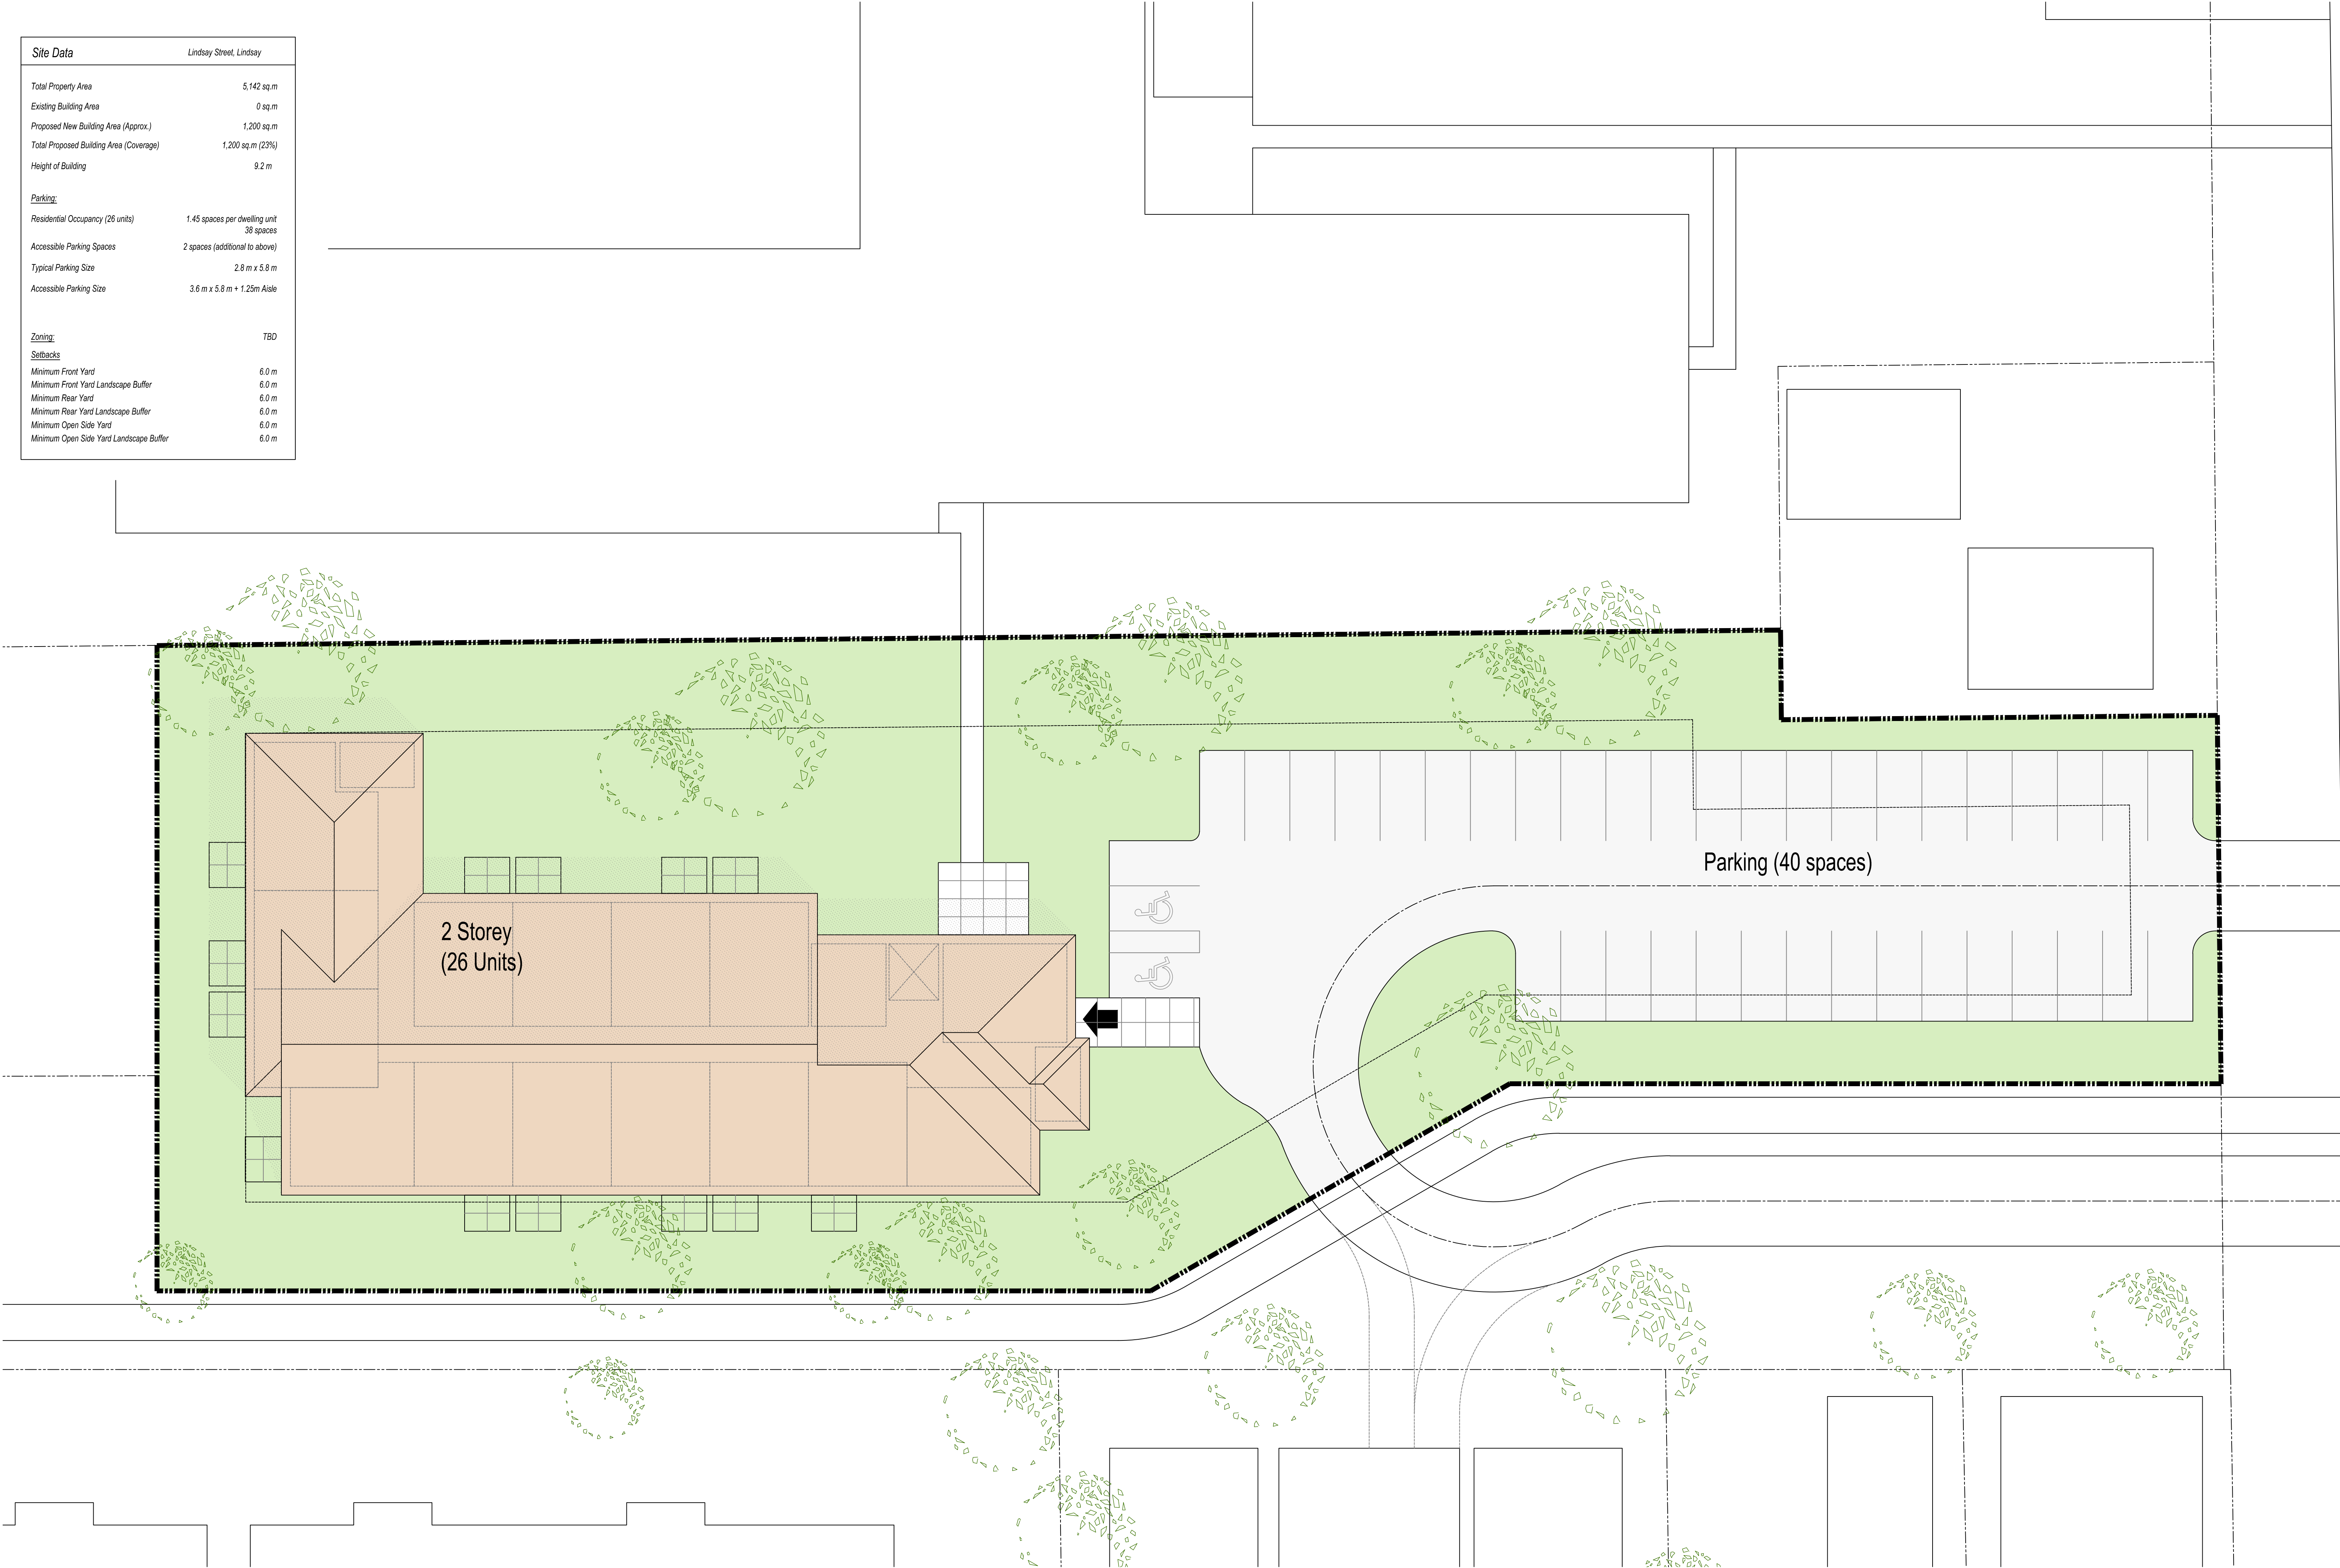 Site Data Lindsay Street, Lindsay
Total Property Area 5,142 sq.m
Existing Building Area 0 sq.m
Proposed New Building Area (Approx.) 1,200 sq.m
Total Proposed Building Area (Coverage) 1,200 sq.m (23%)
Height of Building 9.2 m
Parking:
Residential Occupancy (26 units) 1.45 spaces per dwelling unit
38 spaces
Accessible Parking Spaces 2 spaces (additional to above)
Typical Parking Size 2.8 m x 5.8 m
Accessible Parking Size 3.6 m x 5.8 m + 1.25m Aisle
Zoning: TBD
Setbacks
Minimum Front Yard 6.0 m
Minimum Front Yard Landscape Buffer 6.0 m
Minimum Rear Yard 6.0 m
Minimum Rear Yard Landscape Buffer 6.0 m
Minimum Open Side Yard 6.0 m
Minimum Open Side Yard Landscape Buffer 6.0 m
Parking (40 spaces)
2 Storey
(26 Units)